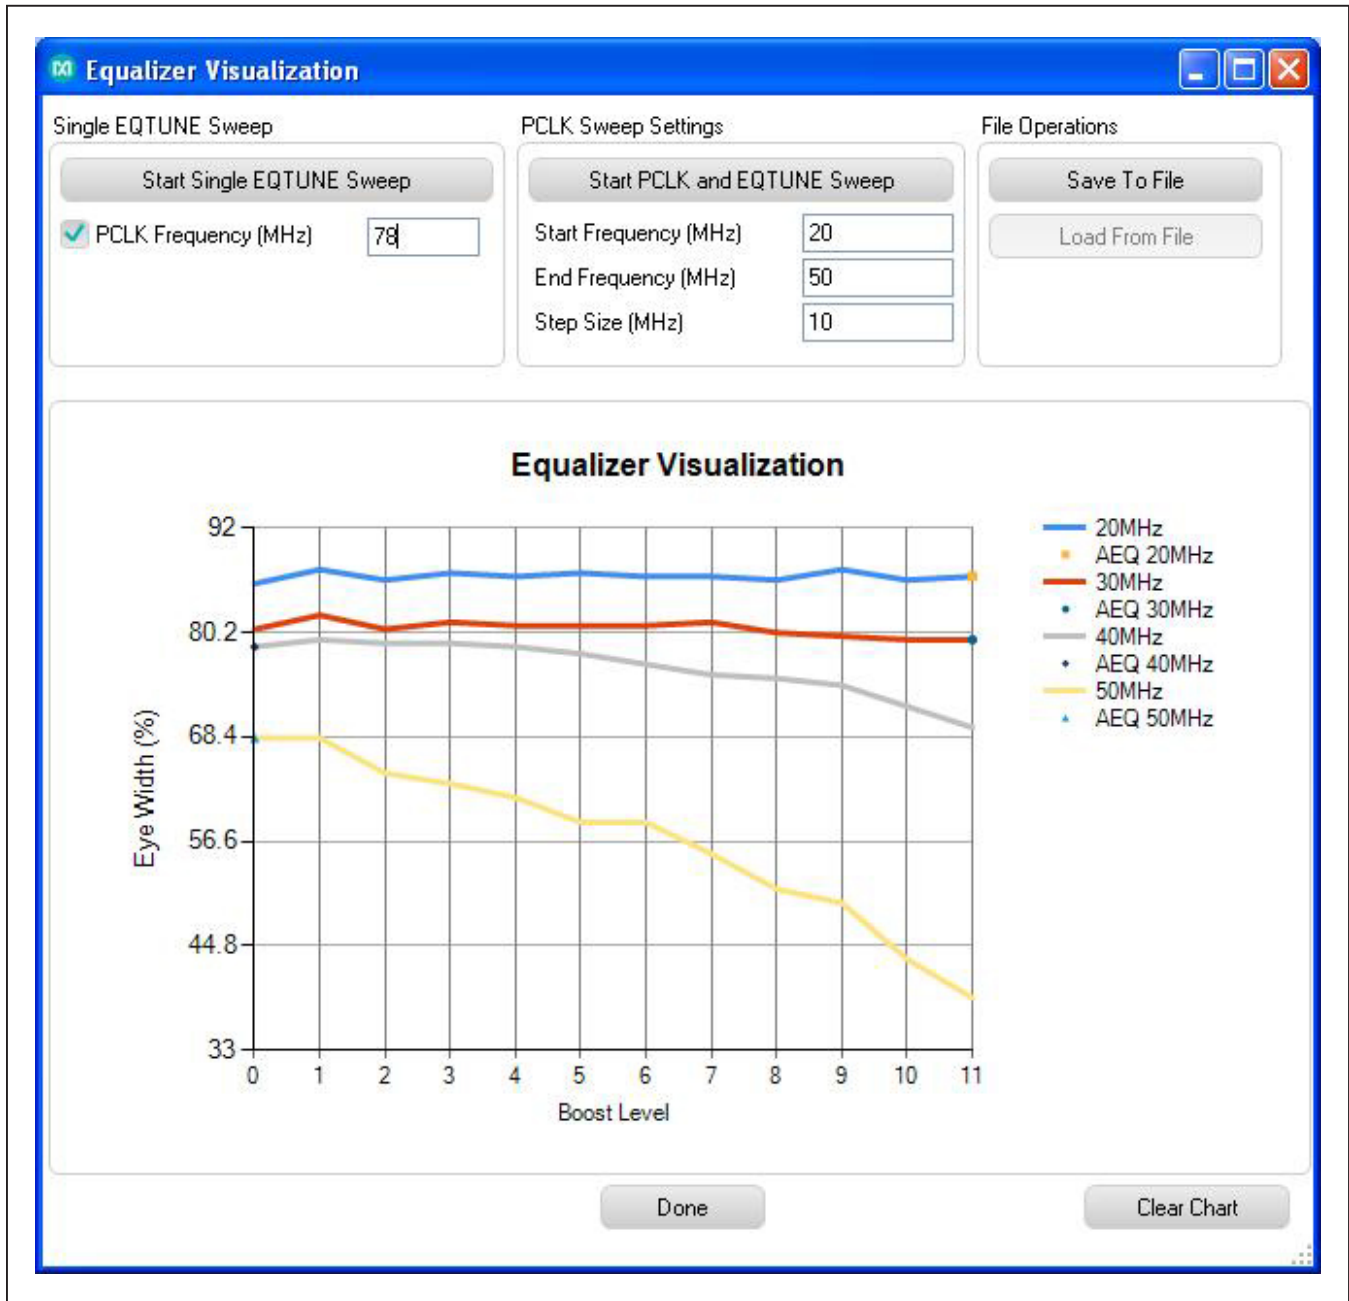 Equalizer Visualization
Single EQTUNE Sweep
Start Single EQTUNE Sweep
PCLK Frequency (MHz) 78
PCLK Sweep Settings
Start PCLK and EQTUNE Sweep
Start Frequency (MHz) 20
End Frequency (MHz) 50
Step Size (MHz) 10
File Operations
Save To File
Load From File
Equalizer Visualization
Eye Width (%)
92
80.2
68.4
56.6
44.8
33
0 1 2 3 4 5 6 7 8 9 10 11
Boost Level
20MHz
AEQ 20MHz
30MHz
AEQ 30MHz
40MHz
AEQ 40MHz
50MHz
AEQ 50MHz
Done
Clear Chart